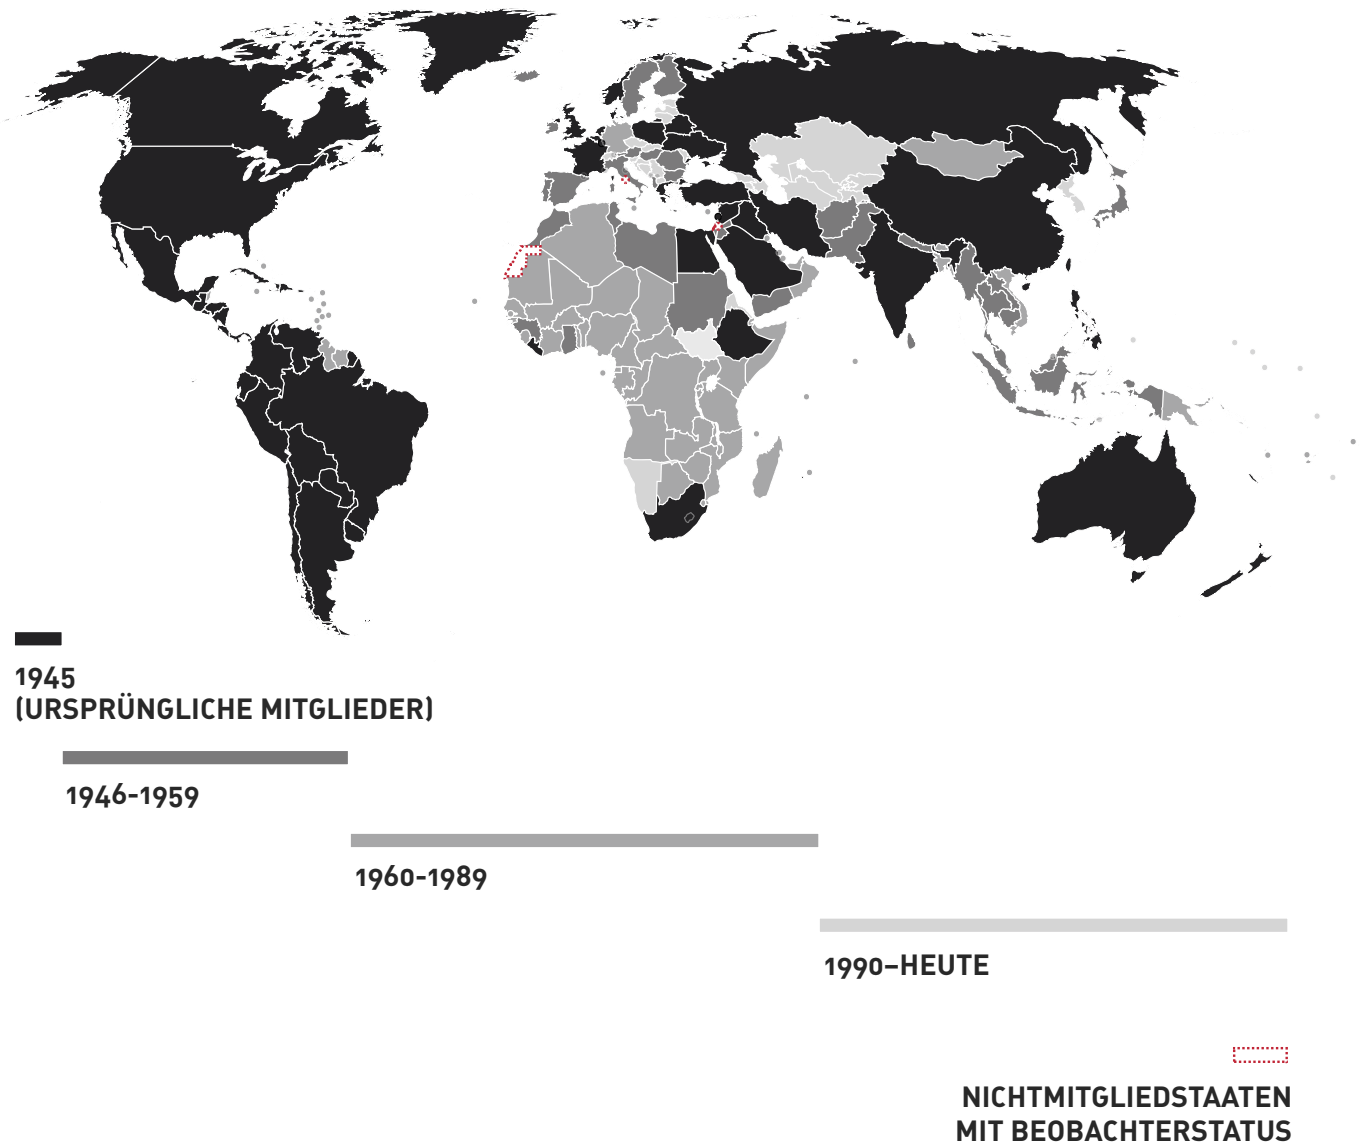 1945
(URSPRÜNGLICHE MITGLIEDER)
1946-1959
1960-1989
1990–HEUTE
NICHTMITGLIEDSTAATEN
MIT BEOBACHTERSTATUS